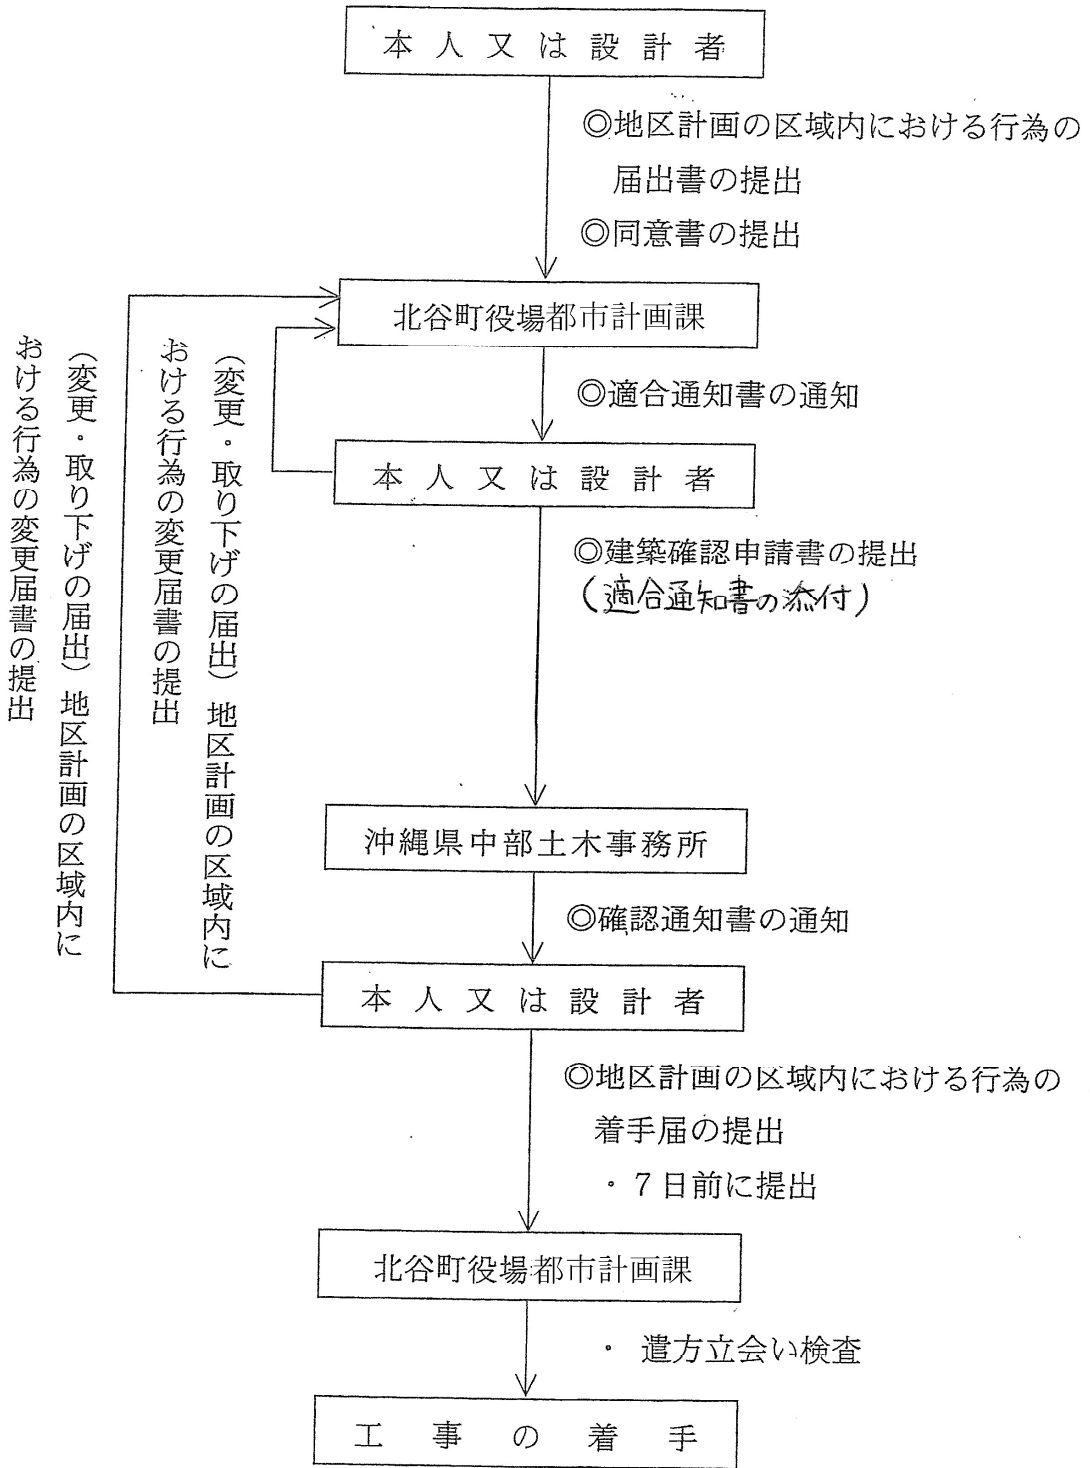 本人又は設計者
◎地区計画の区域内における行為の
届出書の提出
◎同意書の提出
北谷町役場都市計画課
◎適合通知書の通知
本人又は設計者
◎建築確認申請書の提出
(適合通知書の添付)
沖縄県中部土木事務所
◎確認通知書の通知
本人又は設計者
◎地区計画の区域内における行為の
着手届の提出
・7日前に提出
北谷町役場都市計画課
・遣方立会い検査
工事の着手
(変更・取り下げの届出)地区計画の区域内に
おける行為の変更届書の提出
(変更・取り下げの届出)地区計画の区域内に
おける行為の変更届書の提出